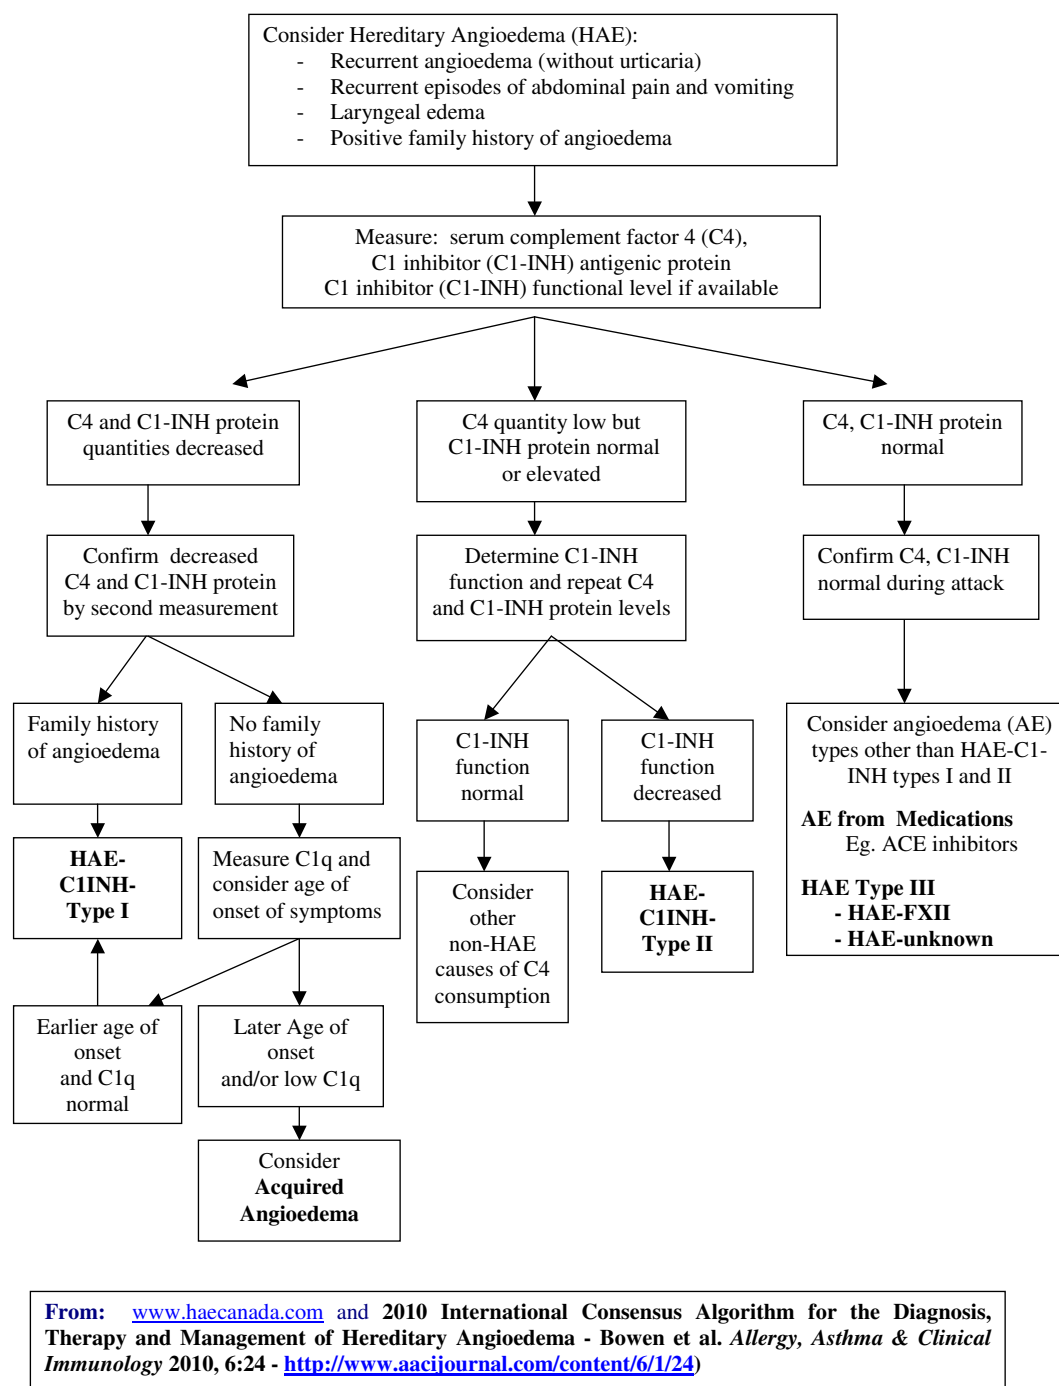 Consider Hereditary Angioedema (HAE):
- Recurrent angioedema (without urticaria)
- Recurrent episodes of abdominal pain and vomiting
- Laryngeal edema
- Positive family history of angioedema
Measure: serum complement factor 4 (C4),
C1 inhibitor (C1-INH) antigenic protein
C1 inhibitor (C1-INH) functional level if available
C4 and C1-INH protein
quantities decreased
C4 quantity low but
C1-INH protein normal
or elevated
C4, C1-INH protein
normal
Confirm decreased
C4 and C1-INH protein
by second measurement
Determine C1-INH
function and repeat C4
and C1-INH protein levels
Confirm C4, C1-INH
normal during attack
Family history
of angioedema
No family
history of
angioedema
C1-INH
function
normal
C1-INH
function
decreased
Consider angioedema (AE)
types other than HAE-C1-
INH types I and II
AE from Medications
Eg. ACE inhibitors
HAE Type III
- HAE-FXII
- HAE-unknown
HAE-
C1INH-
Type I
Measure C1q and
consider age of
onset of symptoms
Consider
other
non-HAE
causes of C4
consumption
HAE-
C1INH-
Type II
Earlier age of
onset
and C1q
normal
Later Age of
onset
and/or low C1q
Consider
Acquired
Angioedema
From: www.haecanada.com and 2010 International Consensus Algorithm for the Diagnosis,
Therapy and Management of Hereditary Angioedema - Bowen et al. Allergy, Asthma & Clinical
Immunology 2010, 6:24 - http://www.aacijournal.com/content/6/1/24)